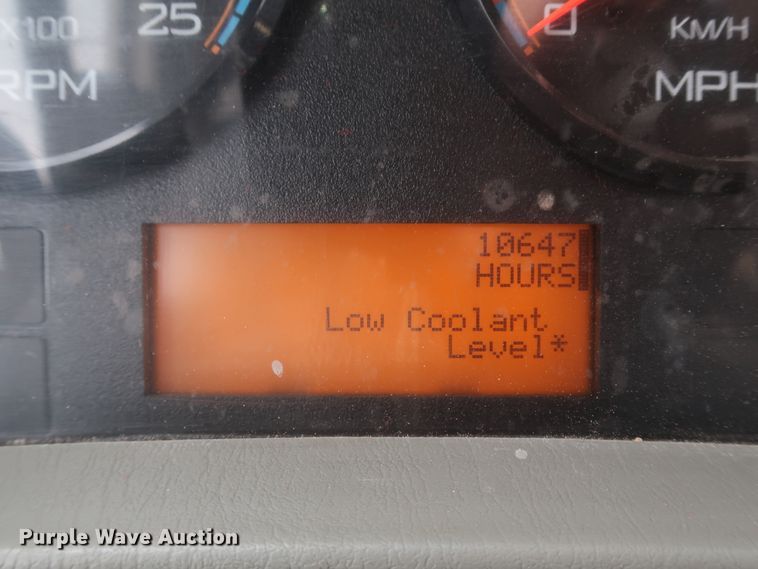 X100
25
RPM
0
KM/H
MPH
10647
HOURS
Low Coolant
Level*
Purple Wave Auction